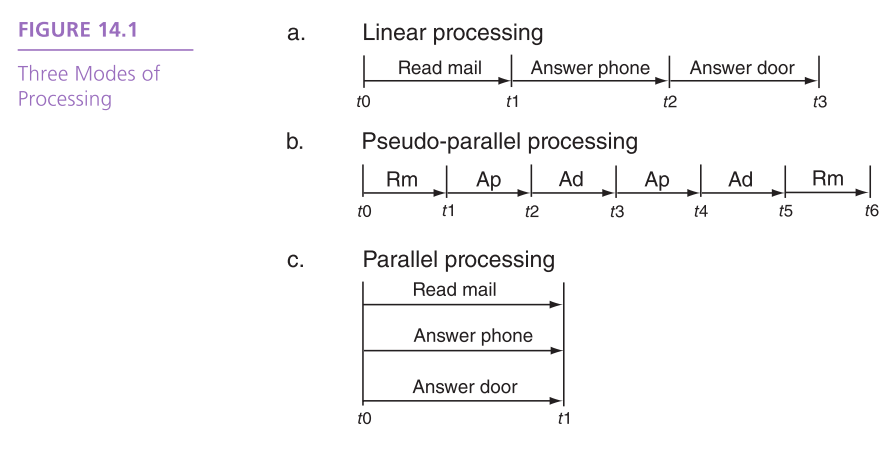 FIGURE 14.1
Three Modes of
Processing
a. Linear processing
Read mail Answer phone Answer door
t0 t1 t2 t3
b. Pseudo-parallel processing
Rm Ap Ad Ap Ad Rm
t0 t1 t2 t3 t4 t5 t6
c. Parallel processing
Read mail
Answer phone
Answer door
t0 t1